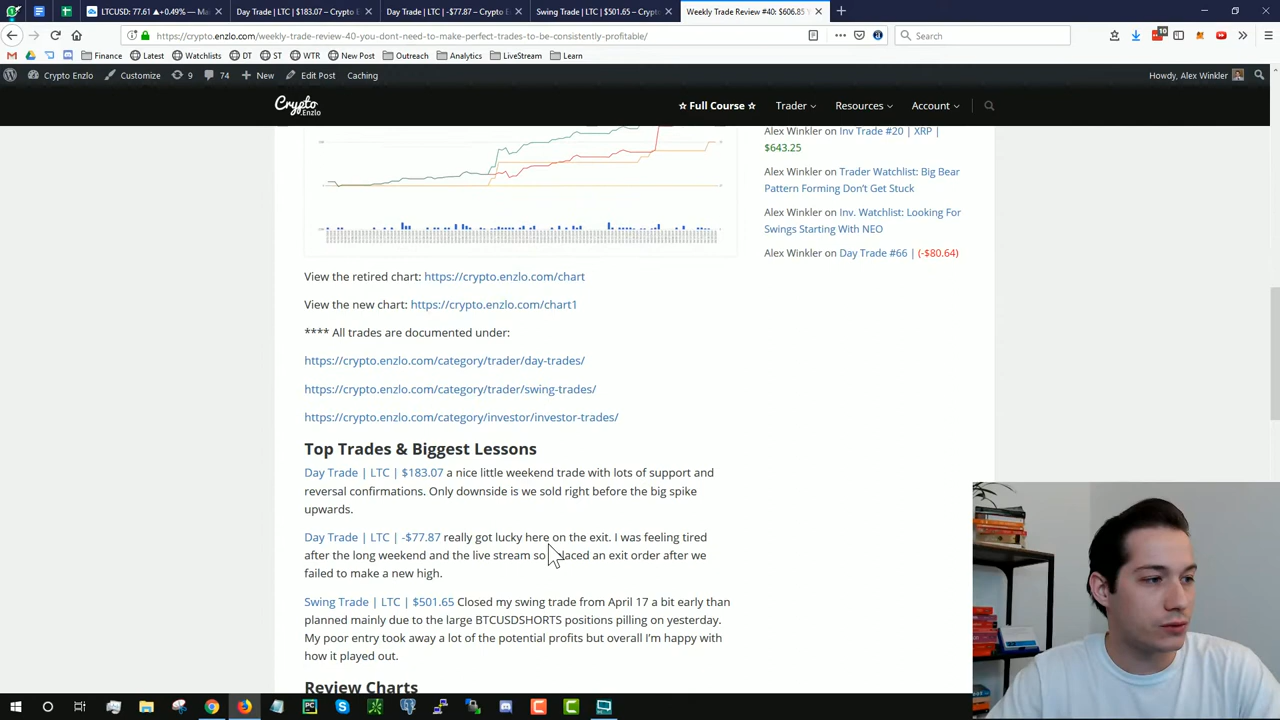 LTCUSD: 77.61 ▲+0.49% — Ma
Day Trade | LTC | $183.07 – Crypto E
Day Trade | LTC | -$77.87 – Crypto E
Swing Trade | LTC | $501.65 – Crypt
Weekly Trade Review #40: $606.85
https://crypto.enzlo.com/weekly-trade-review-40-you-dont-need-to-make-perfect-trades-to-be-consistently-profitable/
Search
10
Finance
Latest
Watchlists
DT
ST
WTR
New Post
Outreach
Analytics
LiveStream
Learn
Crypto Enzlo
Customize
9
74
New
Edit Post
Caching
Howdy, Alex Winkler
Crypto
.Enzlo
☆ Full Course ☆
Trader
Resources
Account
Alex Winkler on Inv Trade #20 | XRP |
$643.25
Alex Winkler on Trader Watchlist: Big Bear
Pattern Forming Don't Get Stuck
Alex Winkler on Inv. Watchlist: Looking For
Swings Starting With NEO
Alex Winkler on Day Trade #66 | (-$80.64)
View the retired chart: https://crypto.enzlo.com/chart
View the new chart: https://crypto.enzlo.com/chart1
**** All trades are documented under:
https://crypto.enzlo.com/category/trader/day-trades/
https://crypto.enzlo.com/category/trader/swing-trades/
https://crypto.enzlo.com/category/investor/investor-trades/
Top Trades & Biggest Lessons
Day Trade | LTC | $183.07 a nice little weekend trade with lots of support and
reversal confirmations. Only downside is we sold right before the big spike
upwards.
Day Trade | LTC | -$77.87 really got lucky here on the exit. I was feeling tired
after the long weekend and the live stream so laced an exit order after we
failed to make a new high.
Swing Trade | LTC | $501.65 Closed my swing trade from April 17 a bit early than
planned mainly due to the large BTCUSDSHORTS positions pilling on yesterday.
My poor entry took away a lot of the potential profits but overall I'm happy with
how it played out.
Review Charts